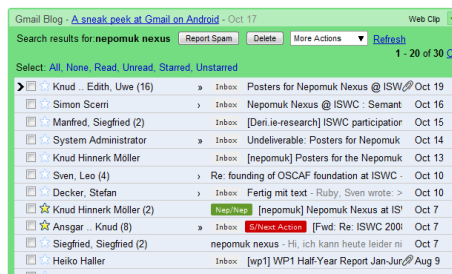 Gmail Blog - A sneak peek at Gmail on Android - Oct 17 Web Clip
Search results for:nepomuk nexus Report Spam Delete More Actions Refresh
1 - 20 of 30
Select: All, None, Read, Unread, Starred, Unstarred
Knud .. Edith, Uwe (16) » Inbox Posters for Nepomuk Nexus @ ISW Oct 19
Simon Scerri › Inbox Nepomuk Nexus @ ISWC : Semant Oct 16
Manfred, Siegfried (2) Inbox [Deri.ie-research] ISWC participation Oct 15
System Administrator » Inbox Undeliverable: Posters for Nepomuk Oct 14
Knud Hinnerk Möller Inbox [nepomuk] Posters for the Nepomuk Oct 13
Sven, Leo (4) › Re: founding of OSCAF foundation at ISWC - Oct 10
Decker, Stefan › Inbox Fertig mit text - Ruby, Sven wrote: > Oct 10
Knud Hinnerk Möller (2) Nep/Nep [nepomuk] Nepomuk Nexus at IS Oct 7
Ansgar .. Knud (8) » Inbox S/Next Action [Fwd: Re: ISWC 200 Oct 7
Siegfried, Siegfried (2) nepomuk nexus - Hi, ich kann heute leider ni Oct 7
Heiko Haller Inbox [wp1] WP1 Half-Year Report Jan-Jur Aug 9